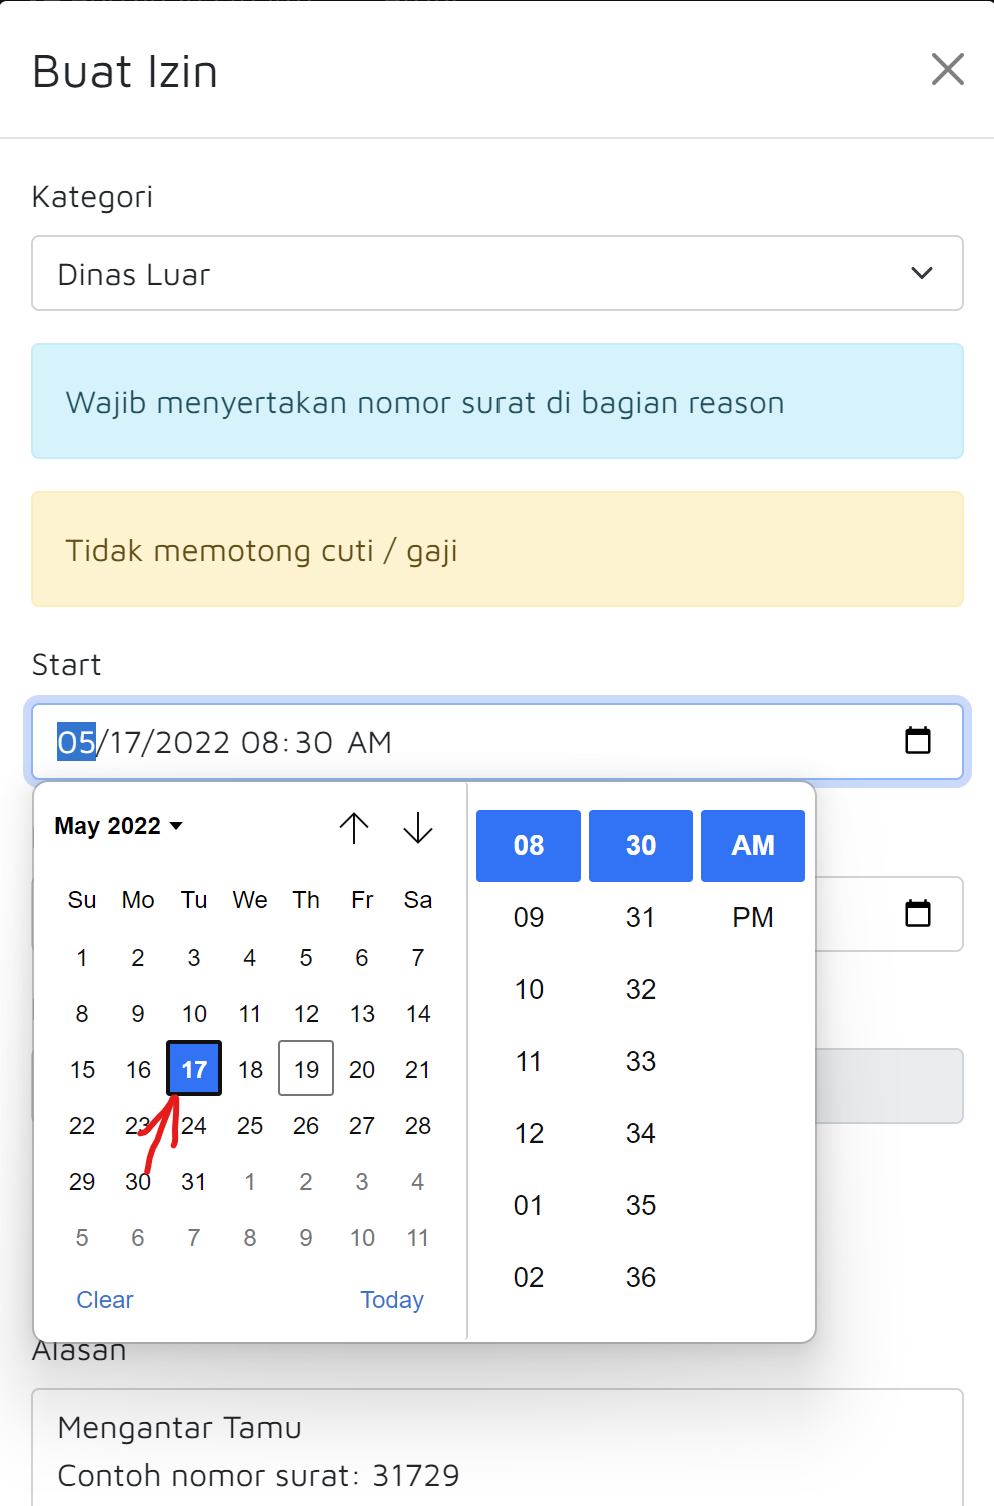 Buat Izin
Kategori
Dinas Luar
Wajib menyertakan nomor surat di bagian reason
Tidak memotong cuti / gaji
Start
05/17/2022 08:30 AM
May 2022
Su Mo Tu We Th Fr Sa
1 2 3 4 5 6 7
8 9 10 11 12 13 14
15 16 17 18 19 20 21
22 23 24 25 26 27 28
29 30 31 1 2 3 4
5 6 7 8 9 10 11
Clear Today
08 30 AM
09 31 PM
10 32
11 33
12 34
01 35
02 36
Alasan
Mengantar Tamu
Contoh nomor surat: 31729